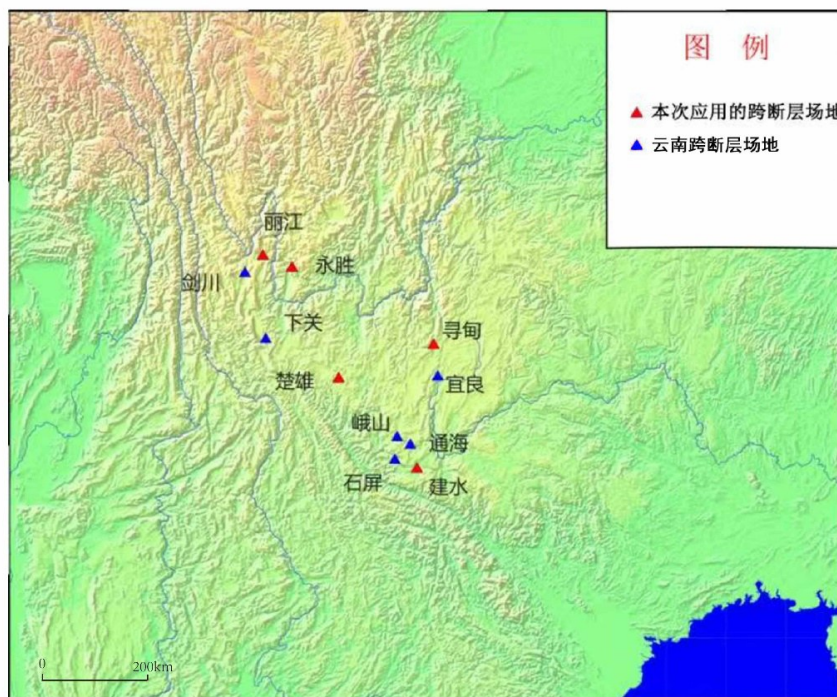 图 例
本次应用的跨断层场地
云南跨断层场地
丽江
剑川
永胜
下关
寻甸
楚雄
宜良
峨山
通海
石屏
建水
0 200km